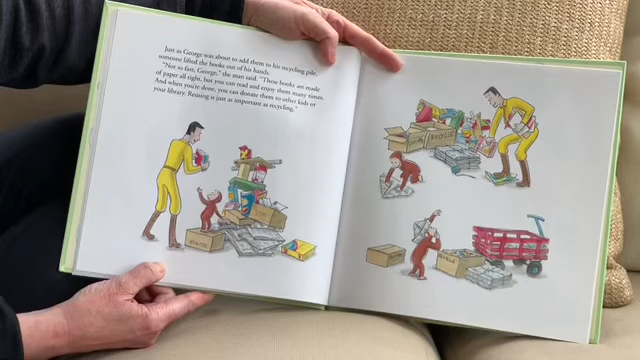 Just as George was about to add them to his recycling pile,
someone lifted the books out of his hands.
"Not so fast, George," the man said. "These books are made
of paper all right, but you can read and enjoy them many times.
And when you're done, you can donate them to other kids or
your library. Reusing is just as important as recycling."
RECYCLE